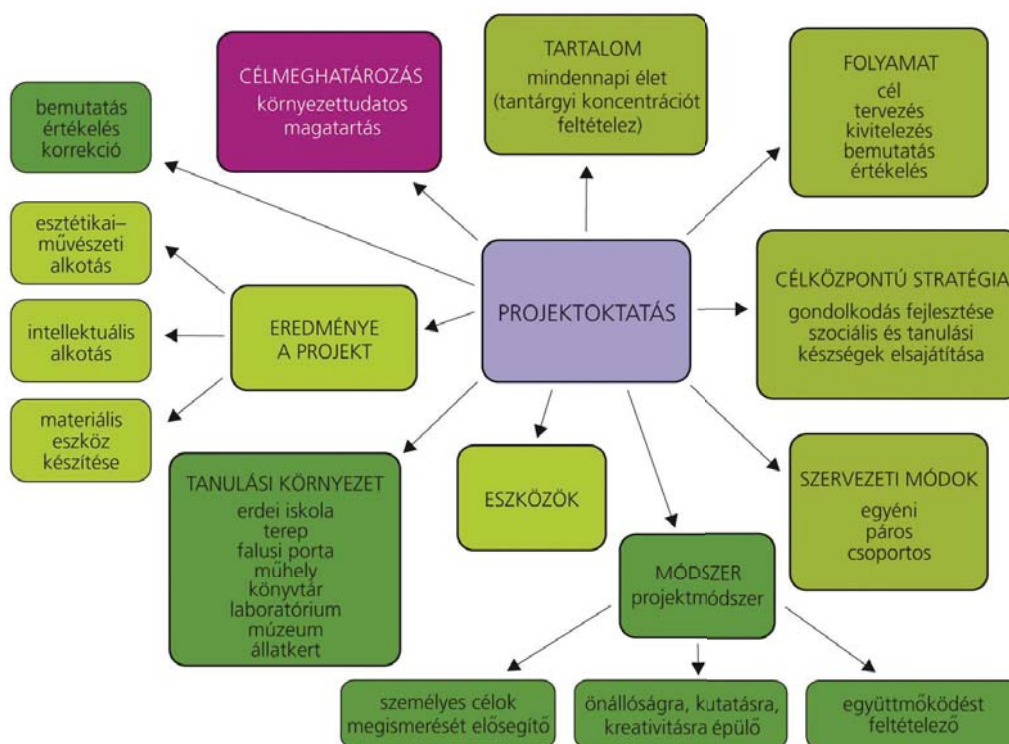 CÉLMEGHATÁROZÁS
környezettudatos
magatartás
TARTALOM
mindennapi élet
(tantárgyi koncentrációt
feltételez)
FOLYAMAT
cél
tervezés
kivitelezés
bemutatás
értékelés
bemutatás
értékelés
korrekció
esztétikai–
művészeti
alkotás
intellektuális
alkotás
materiális
eszköz
készítése
EREDMÉNYE
A PROJEKT
PROJEKTOKTATÁS
CÉLKÖZPONTÚ STRATÉGIA
gondolkodás fejlesztése
szociális és tanulási
készségek elsajátítása
TANULÁSI KÖRNYEZET
erdei iskola
terep
falusi porta
műhely
könyvtár
laboratórium
múzeum
állatkert
ESZKÖZÖK
SZERVEZETI MÓDOK
egyéni
páros
csoportos
MÓDSZER
projektmódszer
személyes célok
megismerését elősegítő
önállóságra, kutatásra,
kreativitásra épülő
együttmőködést
feltételező